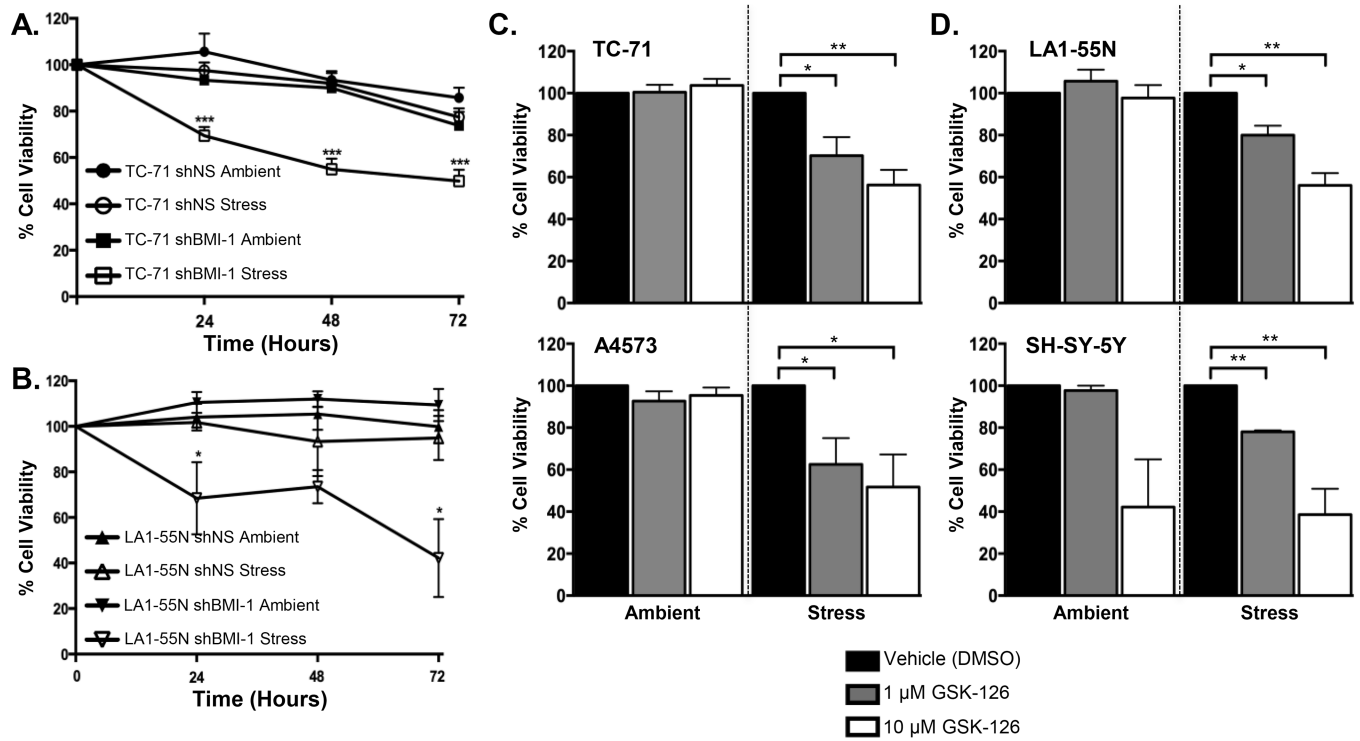 A.
120
100
80
60
40
20
0
% Cell Viability
***
***
***
TC-71 shNS Ambient
TC-71 shNS Stress
TC-71 shBMI-1 Ambient
TC-71 shBMI-1 Stress
24
48
72
Time (Hours)
B.
120
100
80
60
40
20
0
% Cell Viability
*
*
LA1-55N shNS Ambient
LA1-55N shNS Stress
LA1-55N shBMI-1 Ambient
LA1-55N shBMI-1 Stress
0
24
48
72
Time (Hours)
C.
TC-71
120
100
80
60
40
20
0
% Cell Viability
**
*
A4573
120
100
80
60
40
20
0
% Cell Viability
*
*
Ambient
Stress
D.
LA1-55N
120
100
80
60
40
20
0
% Cell Viability
**
*
SH-SY-5Y
120
100
80
60
40
20
0
% Cell Viability
**
**
Ambient
Stress
Vehicle (DMSO)
1 µM GSK-126
10 µM GSK-126